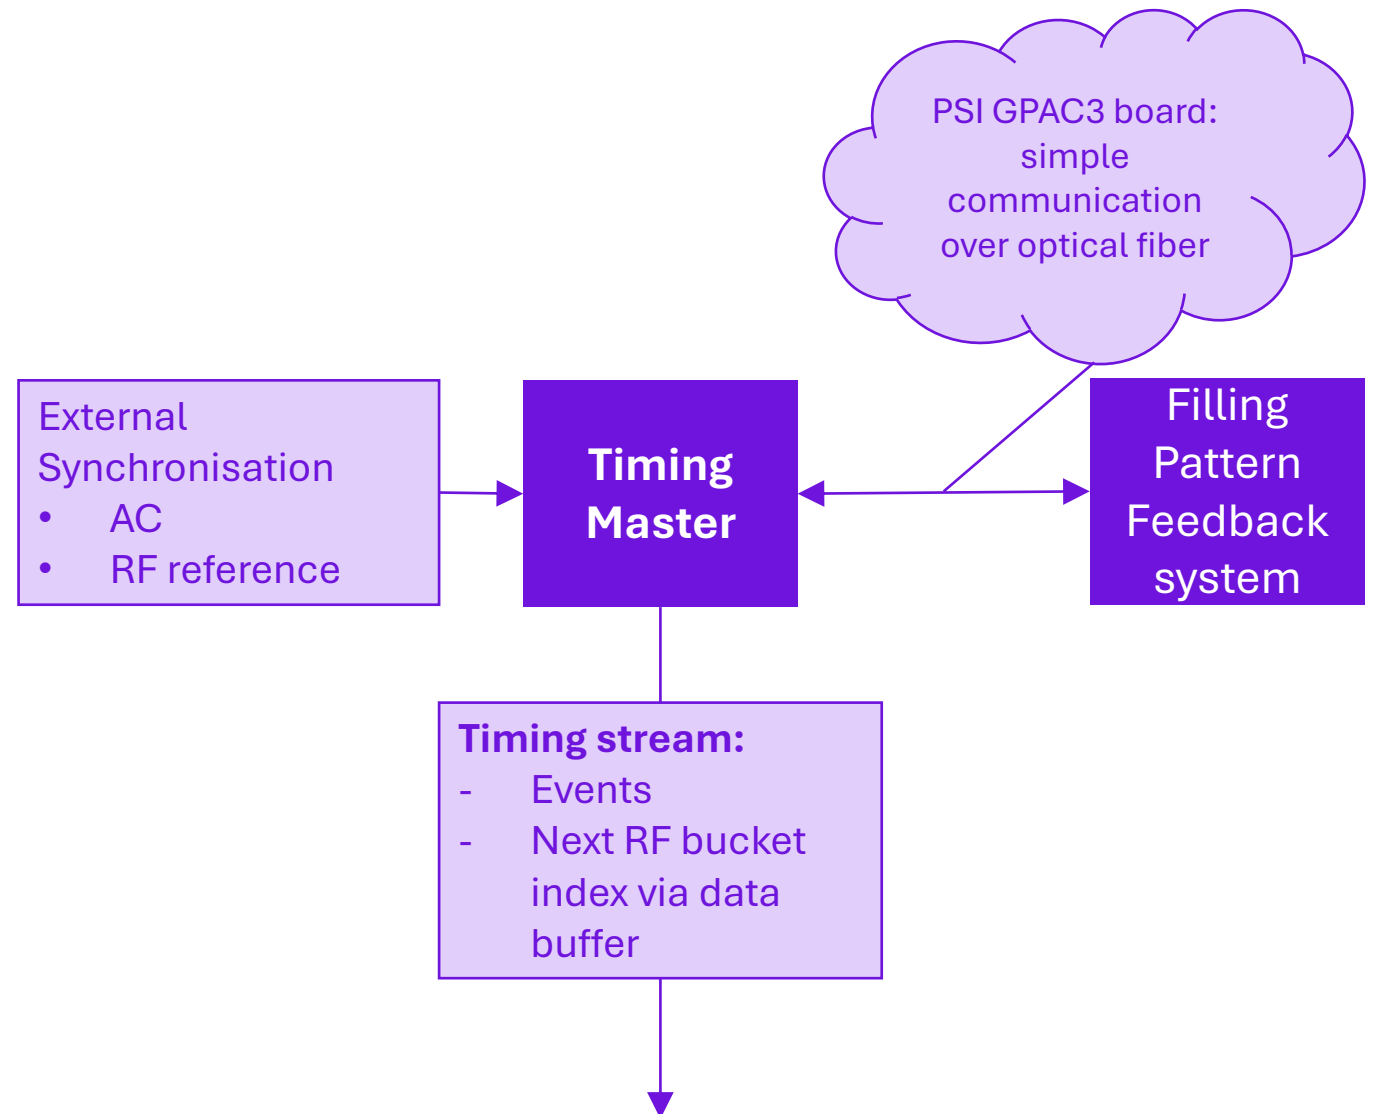 PSI GPAC3 board:
simple
communication
over optical fiber
External
Synchronisation
• AC
• RF reference
Timing
Master
Filling
Pattern
Feedback
system
Timing stream:
- Events
- Next RF bucket
index via data
buffer